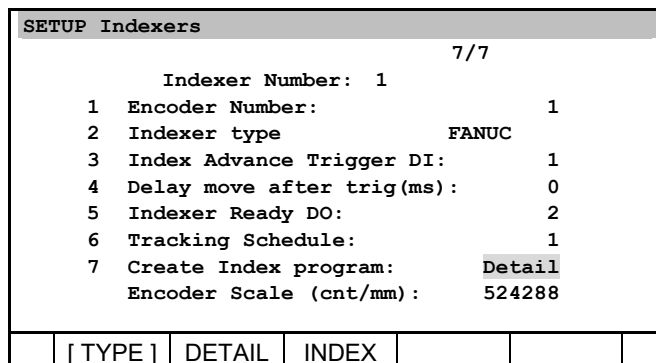 SETUP Indexers
7/7
Indexer Number: 1
1 Encoder Number: 1
2 Indexer type FANUC
3 Index Advance Trigger DI: 1
4 Delay move after trig(ms): 0
5 Indexer Ready DO: 2
6 Tracking Schedule: 1
7 Create Index program: Detail
Encoder Scale (cnt/mm): 524288
[ TYPE ] DETAIL INDEX